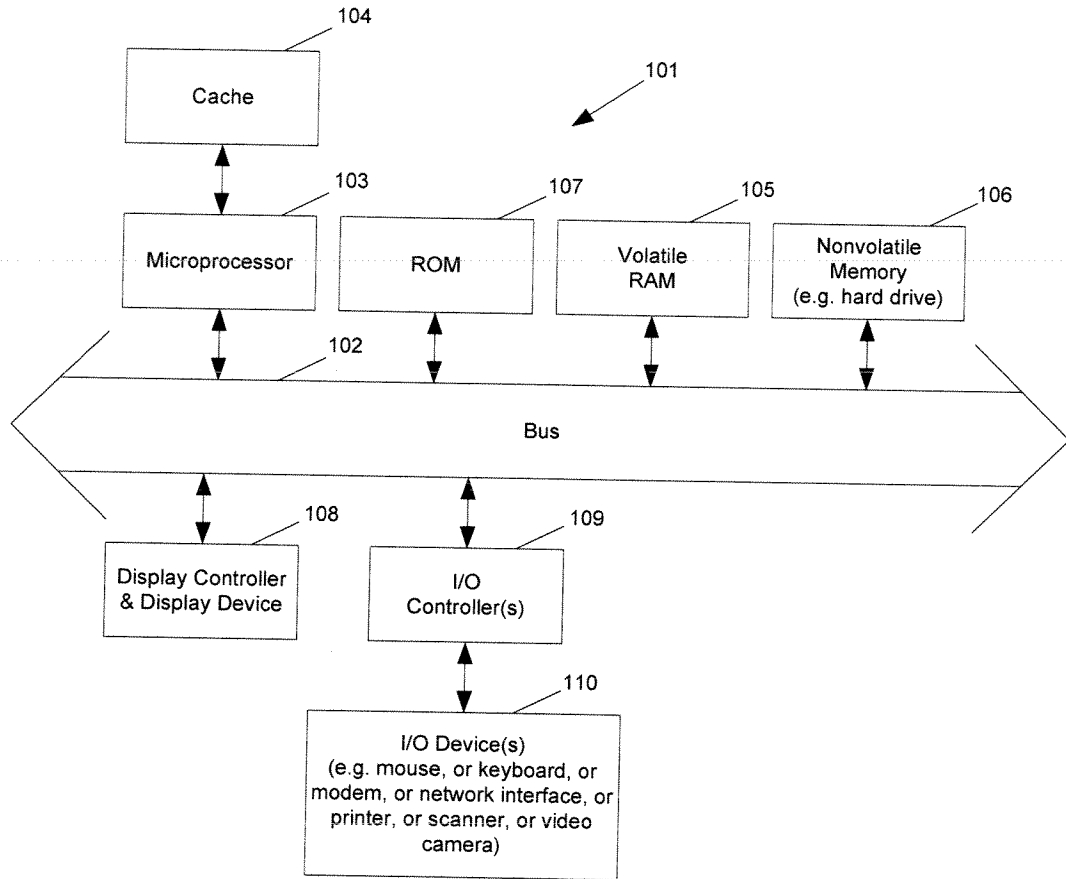 104
Cache
101
103
107
105
106
Microprocessor
ROM
Volatile
RAM
Nonvolatile
Memory
(e.g. hard drive)
102
Bus
108
109
Display Controller
& Display Device
I/O
Controller(s)
110
I/O Device(s)
(e.g. mouse, or keyboard, or
modem, or network interface, or
printer, or scanner, or video
camera)